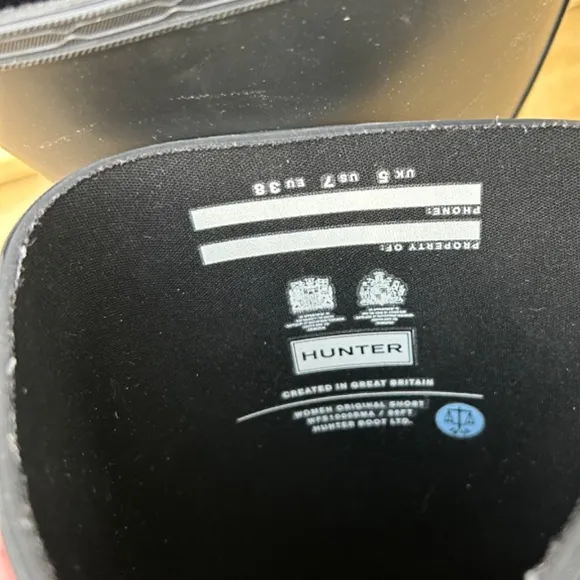 UK 5 US 7 EU 38
PHONE:
PROPERTY OF:
HUNTER
CREATED IN GREAT BRITAIN
WOMEN ORIGINAL SHORT
HUNTER BOOT LTD.